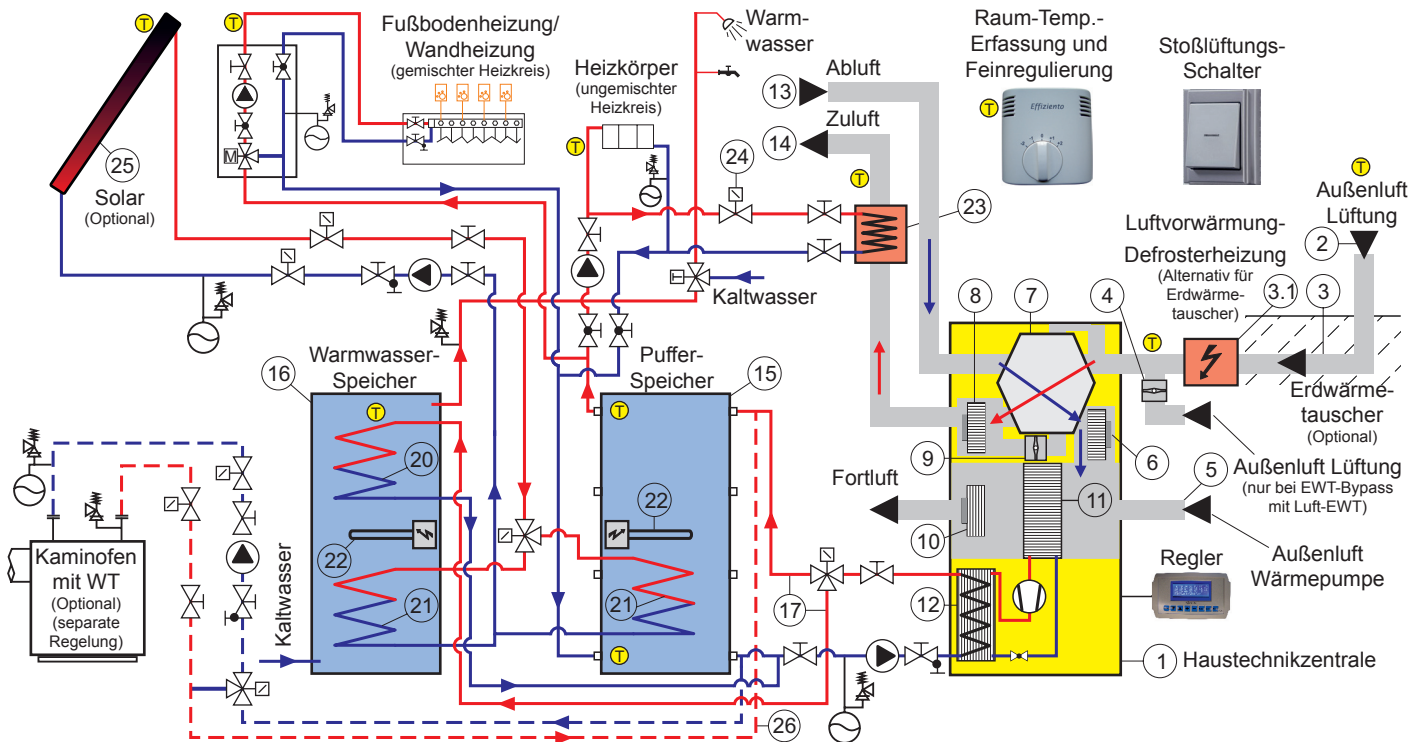 T
25
Solar
(Optional)
T
M
Fußbodenheizung/
Wandheizung
(gemischter Heizkreis)
Heizkörper
(ungemischter
Heizkreis)
T
Warm-
wasser
Kaltwasser
T
24
Abluft
13
Zuluft
14
T
23
Raum-Temp.-
Erfassung und
Feinregulierung
T
Effiziento
Stoßlüftungs-
Schalter
T
Außenluft
Lüftung
2
Luftvorwärmung-
Defrosterheizung
(Alternativ für
Erdwärme-
tauscher)
3.1
3
T
4
Erdwärme-
tauscher
(Optional)
8
7
9
6
Außenluft Lüftung
(nur bei EWT-Bypass
mit Luft-EWT)
5
Außenluft
Wärmepumpe
Fortluft
10
11
12
Regler
1
Haustechnikzentrale
16
Warmwasser-
Speicher
T
20
22
21
Puffer-
Speicher
15
T
22
21
T
17
26
Kaltwasser
Kaminofen
mit WT
(Optional)
(separate
Regelung)